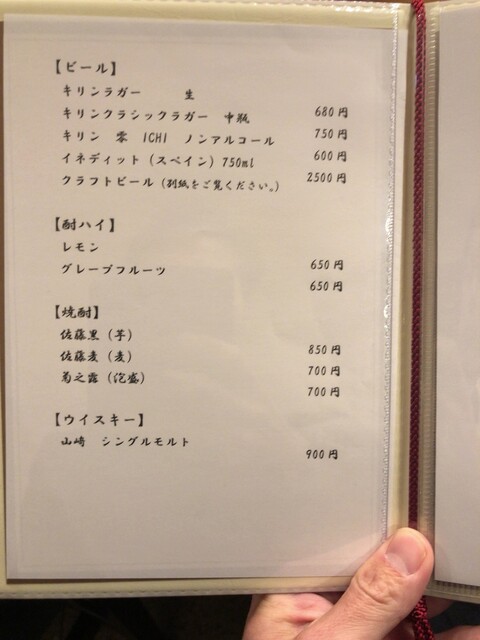 【ビール】
キリンラガー 生 680円
キリンクラシックラガー 中瓶 750円
キリン 零 ICHI ノンアルコール 600円
イネディット(スペイン)750ml 2500円
クラフトビール(別紙をご覧ください。)
【酎ハイ】
レモン 650円
グレープフルーツ 650円
【焼酎】
佐藤黒(芋) 850円
佐藤麦(麦) 700円
菊之露(泡盛) 700円
【ウイスキー】
山崎 シングルモルト 900円